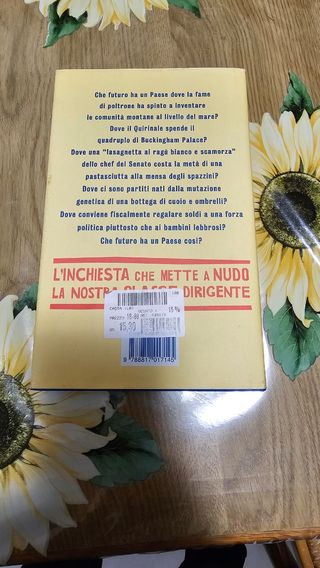 Che futuro ha un Paese dove la fame
di poltrone ha spinto a inventare
le comunità montane al livello del mare?
Dove il Quirinale spende il
quadruplo di Buckingham Palace?
Dove una "lasagnetta al ragù bianco e scamorza"
dello chef del Senato costa la metà di una
pastasciutta alla mensa degli spazzini?
Dove ci sono partiti nati dalla mutazione
genetica di una bottega di cuoio e ombrelli?
Dove conviene fiscalmente regalare soldi a una forza
politica piuttosto che ai bambini lebbrosi?
Che futuro ha un Paese così?
L'INCHIESTA CHE METTE A NUDO
LA NOSTRA CLASSE DIRIGENTE
9 788817 017145